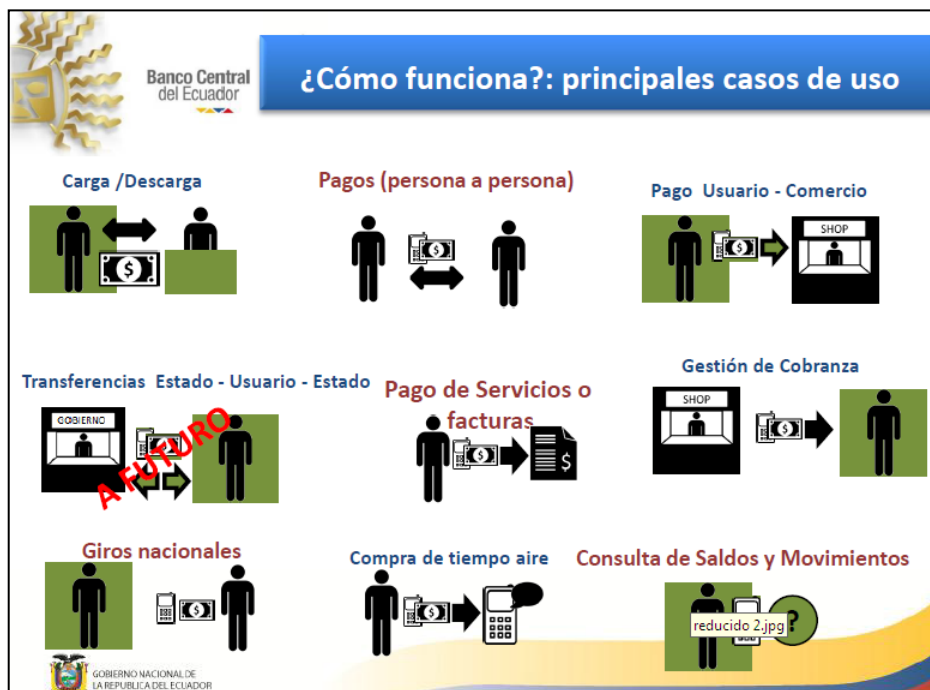 Banco Central
del Ecuador
¿Cómo funciona?: principales casos de uso
Carga /Descarga
Pagos (persona a persona)
Pago Usuario - Comercio
$
$
$
SHOP
Transferencias Estado - Usuario - Estado
Pago de Servicios o
facturas
Gestión de Cobranza
GOBIERNO
$
A FUTURO
$
$
SHOP
$
Giros nacionales
Compra de tiempo aire
Consulta de Saldos y Movimientos
$
$
reducido 2.jpg
?
GOBIERNO NACIONAL DE
LA REPUBLICA DEL ECUADOR